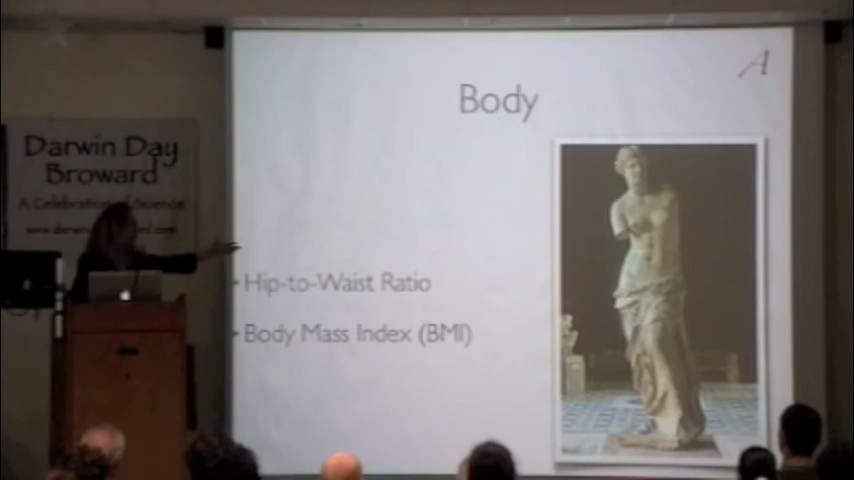 Body
A
Darwin Day
Broward
A Celebration of Science
• Hip-to-Waist Ratio
• Body Mass Index (BMI)